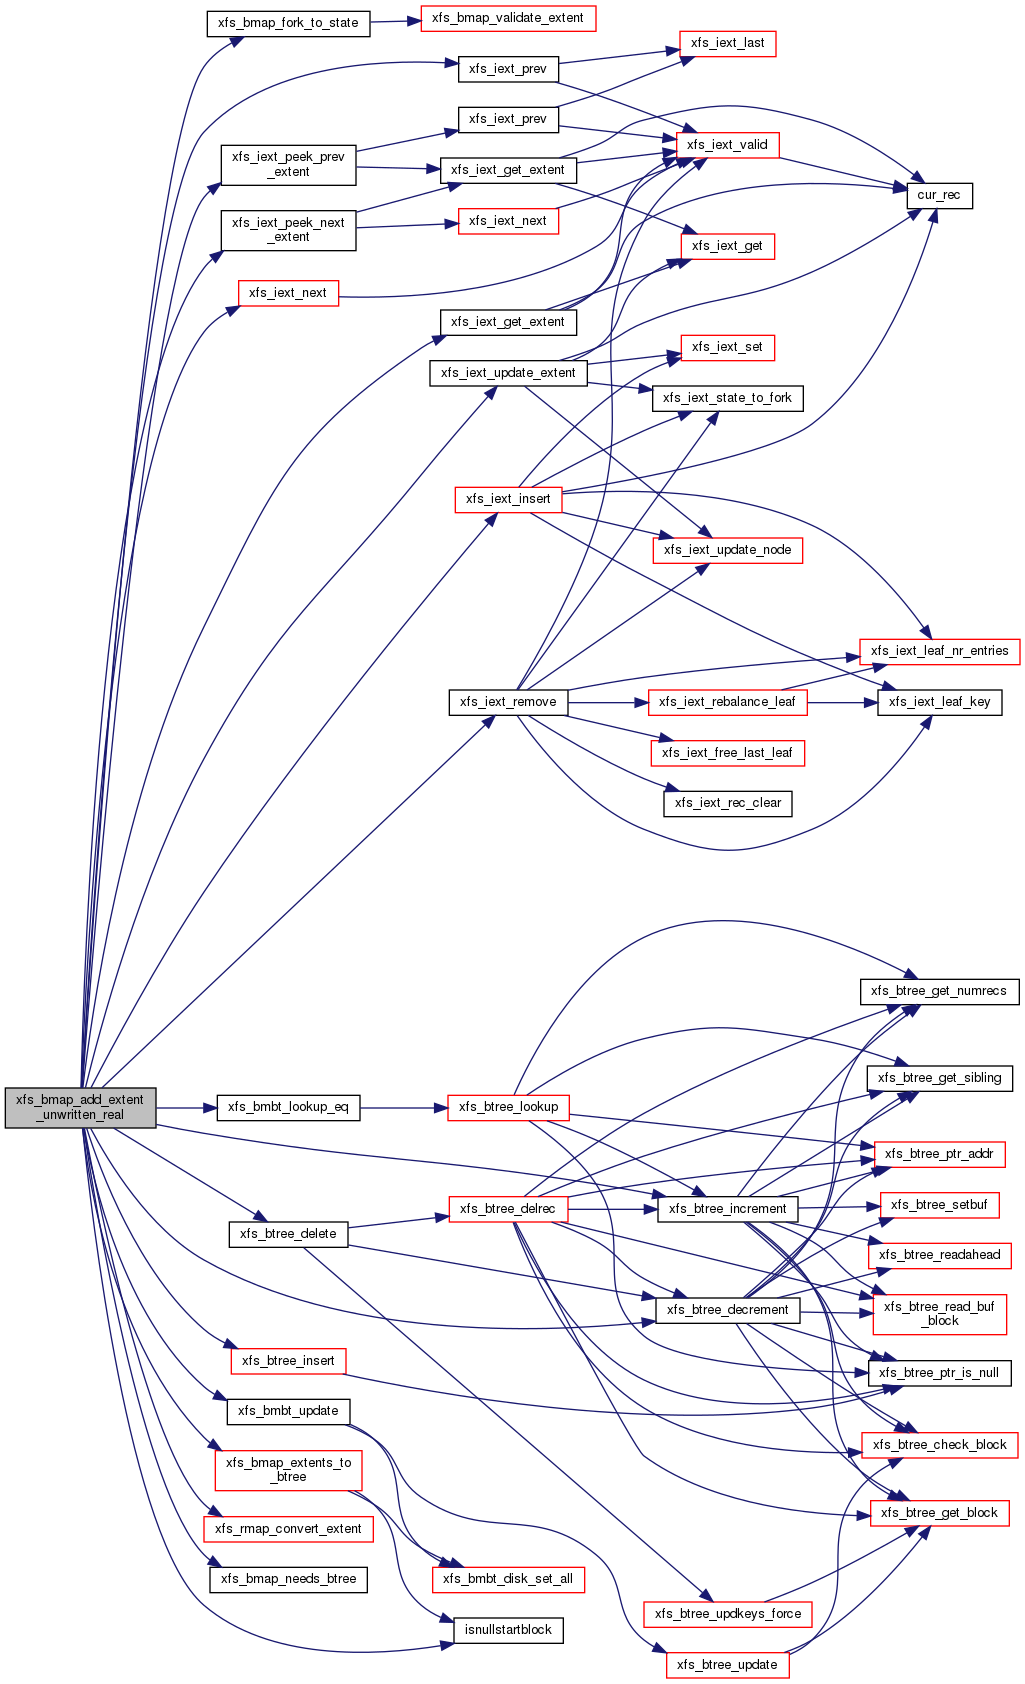 xfs_bmap_fork_to_state
xfs_bmap_validate_extent
xfs_iext_last
xfs_iext_prev
xfs_iext_prev
xfs_iext_valid
xfs_iext_peek_prev
_extent
xfs_iext_get_extent
cur_rec
xfs_iext_peek_next
_extent
xfs_iext_next
xfs_iext_get
xfs_iext_next
xfs_iext_get_extent
xfs_iext_set
xfs_iext_update_extent
xfs_iext_state_to_fork
xfs_iext_insert
xfs_iext_update_node
xfs_iext_leaf_nr_entries
xfs_iext_remove
xfs_iext_rebalance_leaf
xfs_iext_leaf_key
xfs_iext_free_last_leaf
xfs_iext_rec_clear
xfs_btree_get_numrecs
xfs_btree_get_sibling
xfs_bmap_add_extent
_unwritten_real
xfs_bmbt_lookup_eq
xfs_btree_lookup
xfs_btree_ptr_addr
xfs_btree_delrec
xfs_btree_increment
xfs_btree_setbuf
xfs_btree_delete
xfs_btree_readahead
xfs_btree_decrement
xfs_btree_read_buf
_block
xfs_btree_insert
xfs_btree_ptr_is_null
xfs_bmbt_update
xfs_btree_check_block
xfs_bmap_extents_to
_btree
xfs_btree_get_block
xfs_rmap_convert_extent
xfs_bmap_needs_btree
xfs_bmbt_disk_set_all
xfs_btree_updkeys_force
isnullstartblock
xfs_btree_update